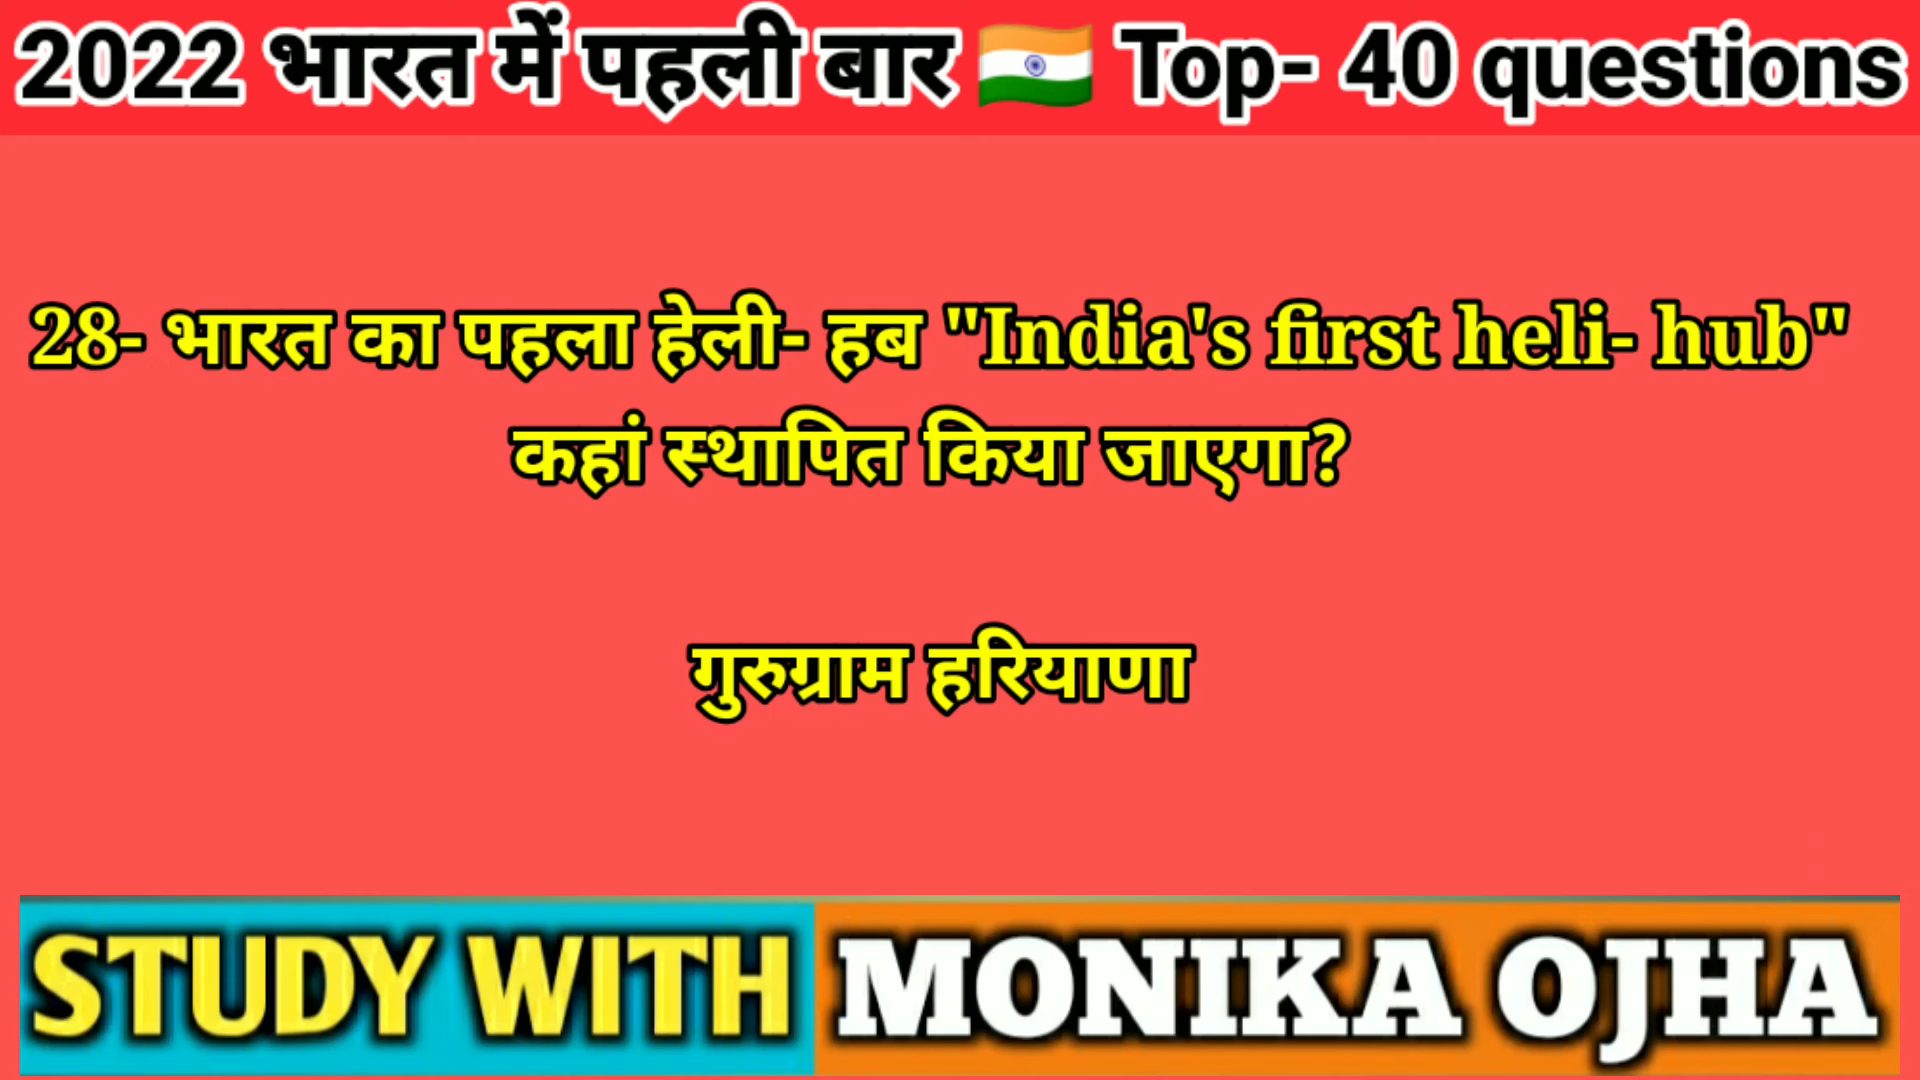 2022 भारत में पहली बार 🇮🇳 Top- 40 questions
28- भारत का पहला हेली- हब "India's first heli- hub"
कहां स्थापित किया जाएगा?
गुरुग्राम हरियाणा
STUDY WITH MONIKA OJHA